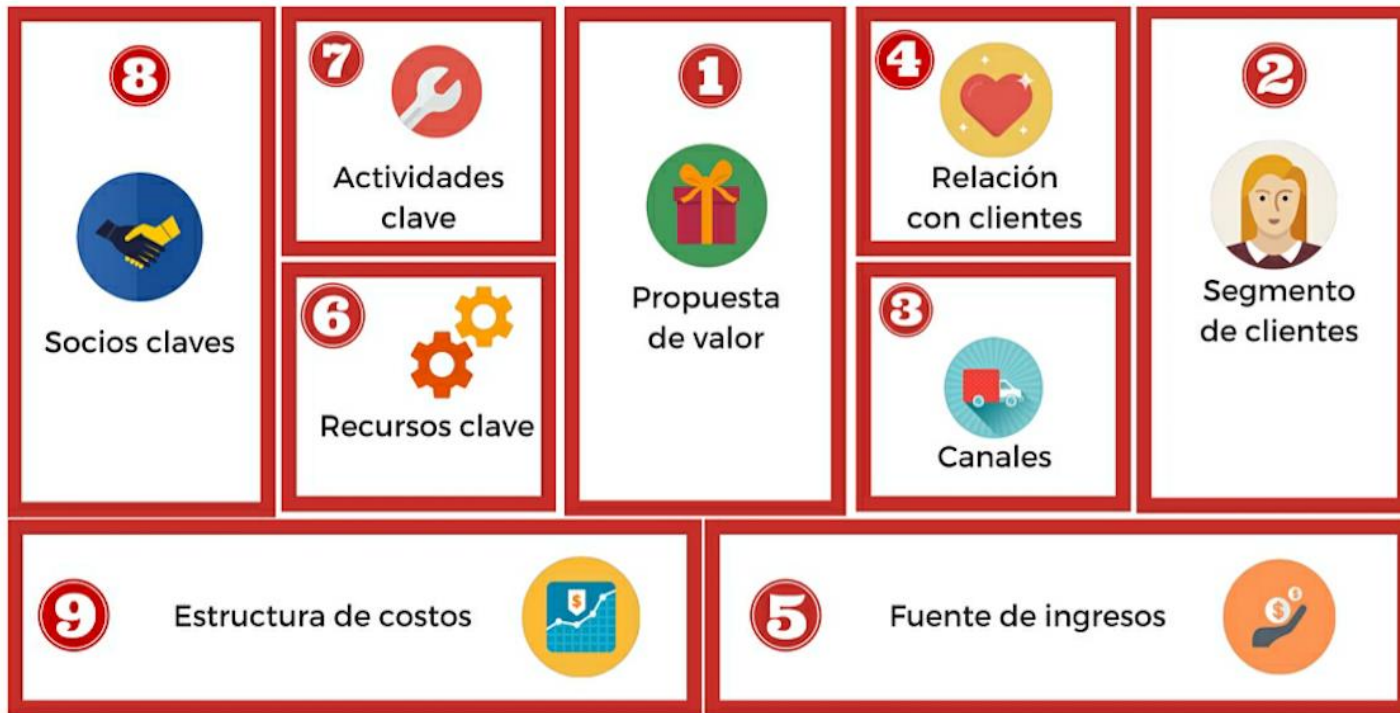 8
Socios claves
7
Actividades
clave
6
Recursos clave
1
Propuesta
de valor
4
Relación
con clientes
3
Canales
2
Segmento
de clientes
9
Estructura de costos
$
5
Fuente de ingresos
$
$